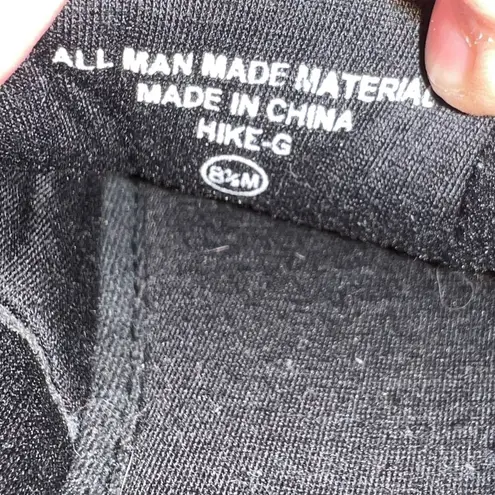 ALL MAN MADE MATERIAL
MADE IN CHINA
HIKE-G
8½M